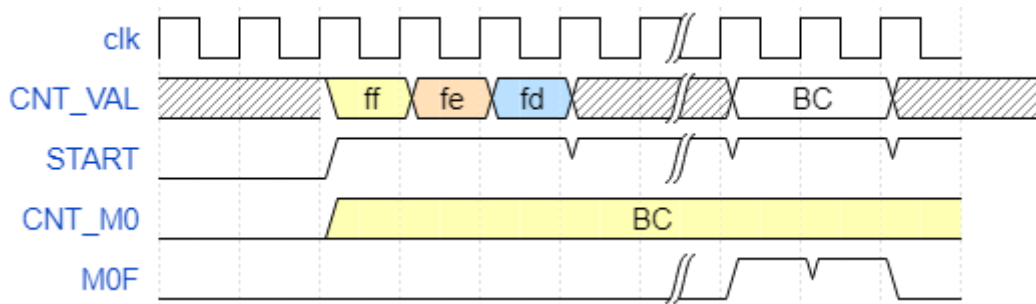 clk
CNT_VAL ff fe fd BC
START
CNT_M0 BC
M0F